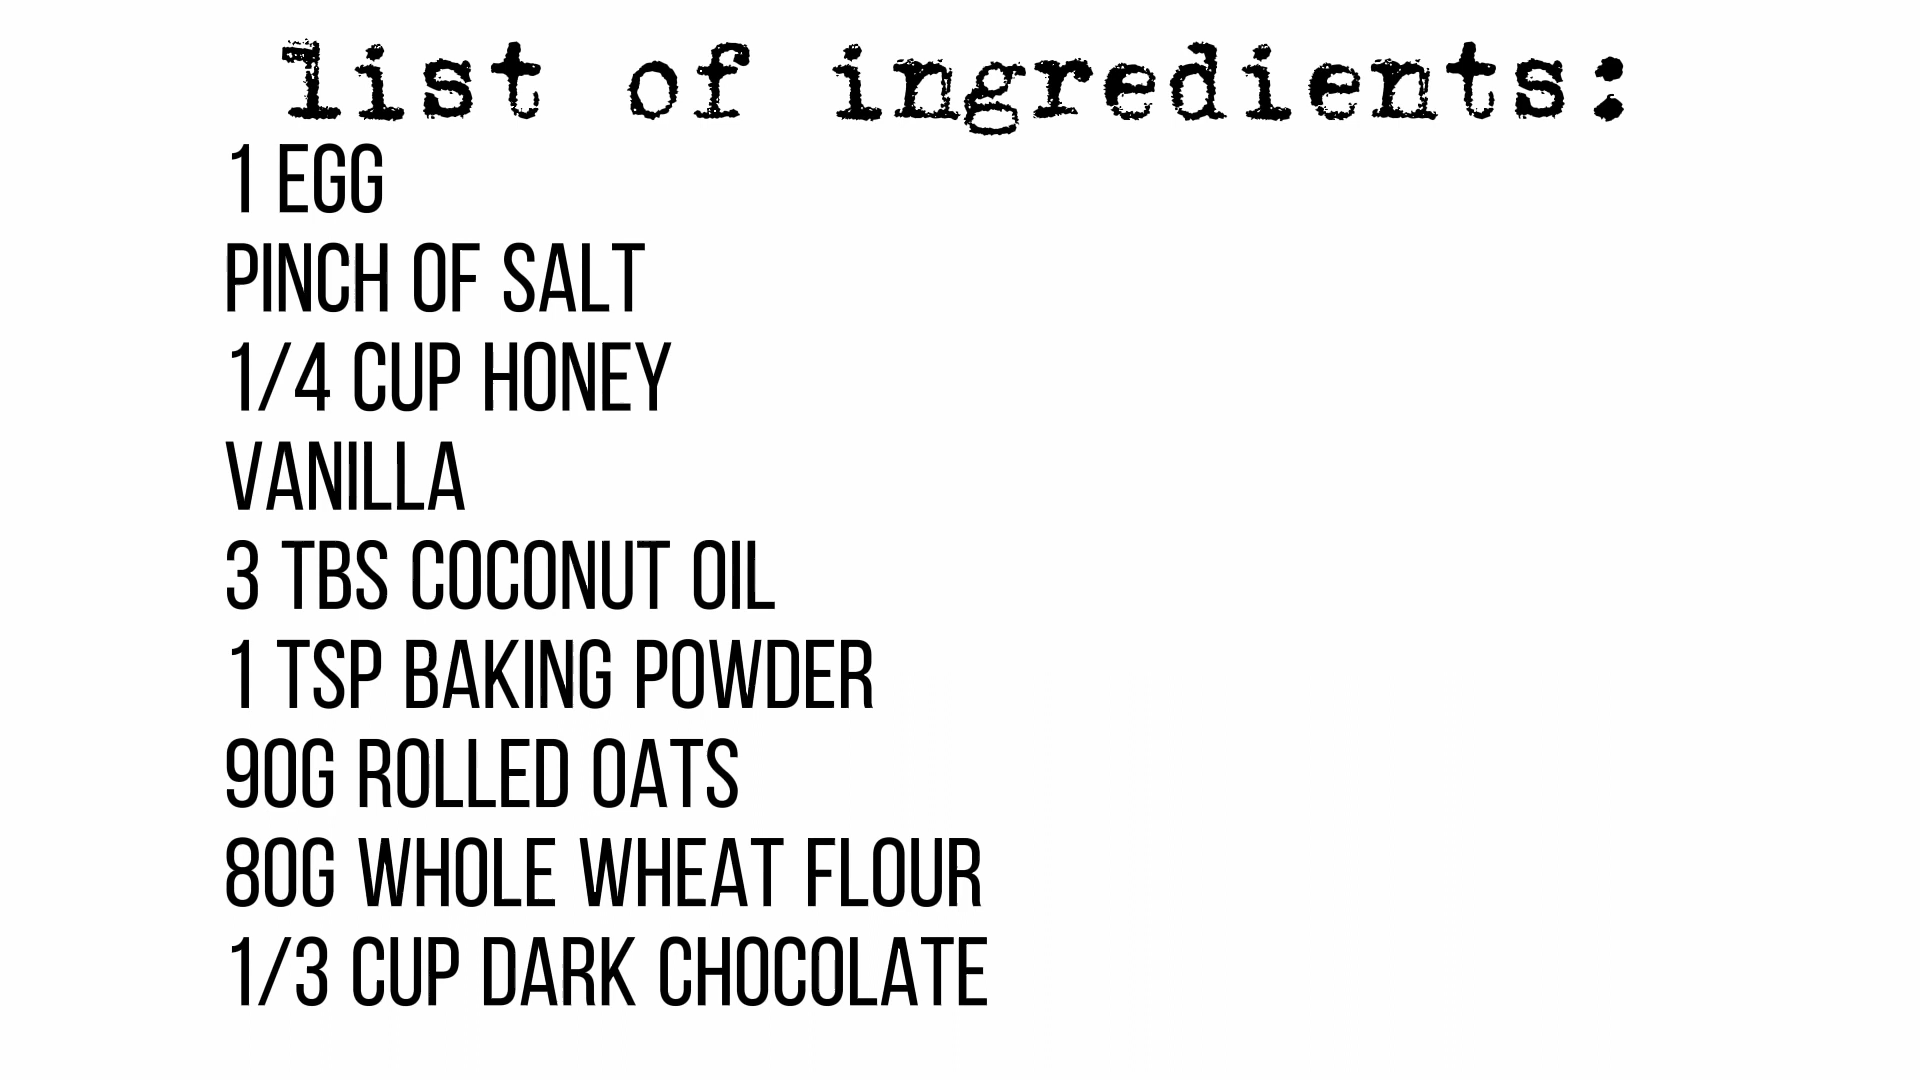 list of ingredients:
1 EGG
PINCH OF SALT
1/4 CUP HONEY
VANILLA
3 TBS COCONUT OIL
1 TSP BAKING POWDER
90G ROLLED OATS
80G WHOLE WHEAT FLOUR
1/3 CUP DARK CHOCOLATE